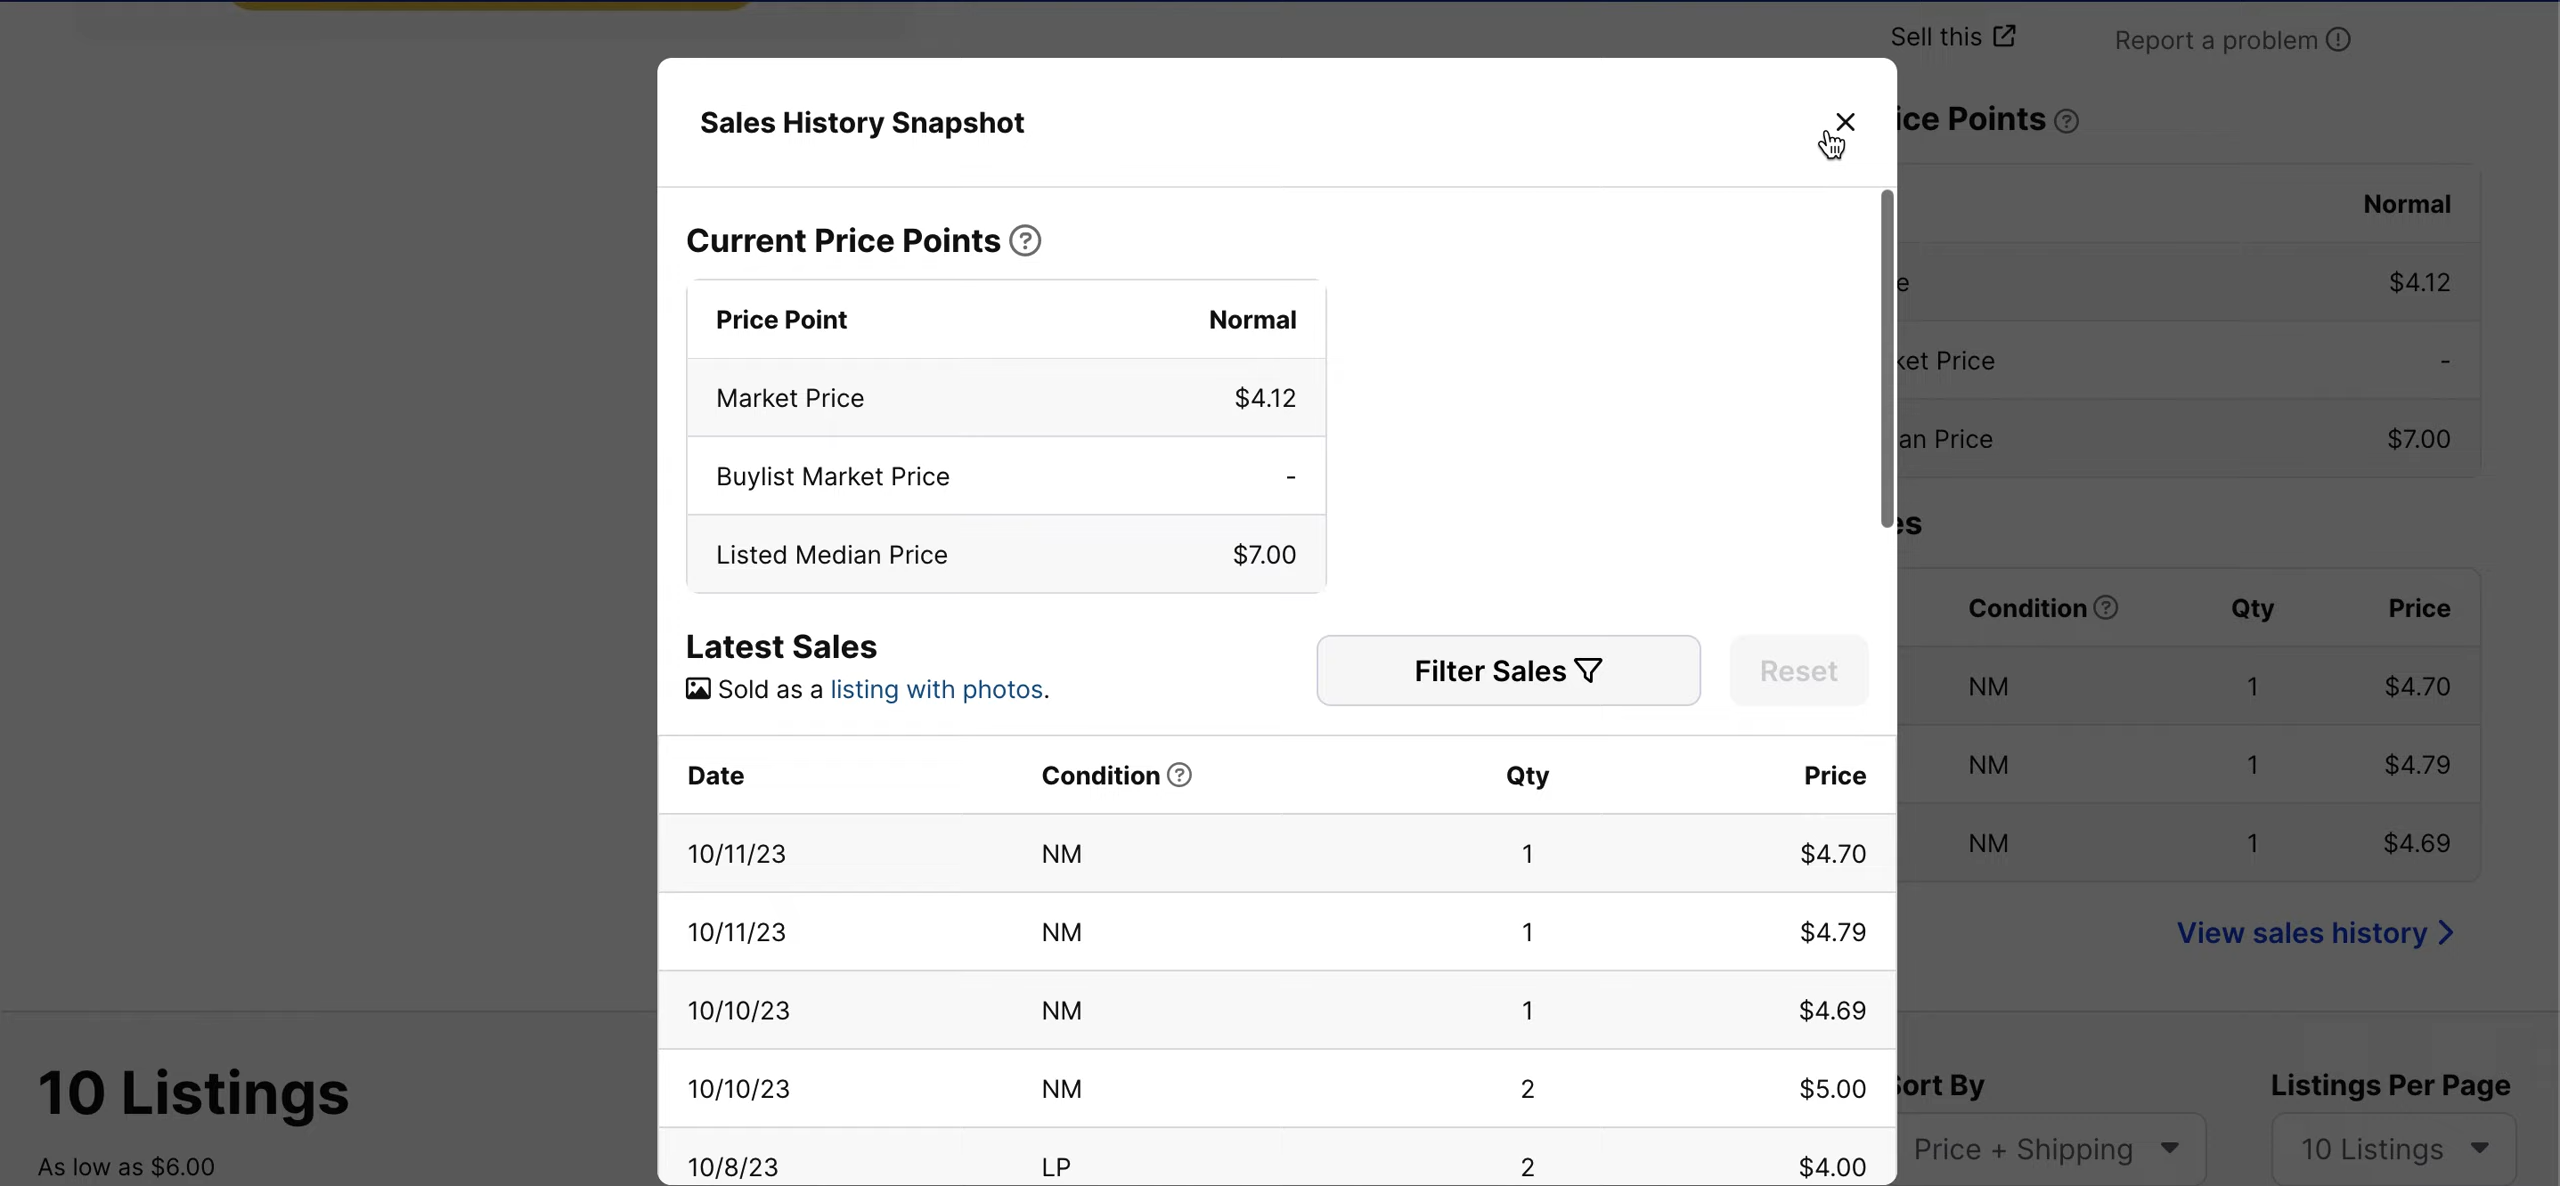 Sell this
Report a problem
Sales History Snapshot
ice Points
Normal
Current Price Points
Price Point Normal
e $4.12
Market Price $4.12
ket Price -
Buylist Market Price -
an Price $7.00
Listed Median Price $7.00
es
Latest Sales
Sold as a listing with photos.
Filter Sales
Reset
Condition Qty Price
NM 1 $4.70
NM 1 $4.79
NM 1 $4.69
View sales history
Date Condition Qty Price
10/11/23 NM 1 $4.70
10/11/23 NM 1 $4.79
10/10/23 NM 1 $4.69
10/10/23 NM 2 $5.00
10/8/23 LP 2 $4.00
10 Listings
As low as $6.00
Sort By
Price + Shipping
Listings Per Page
10 Listings